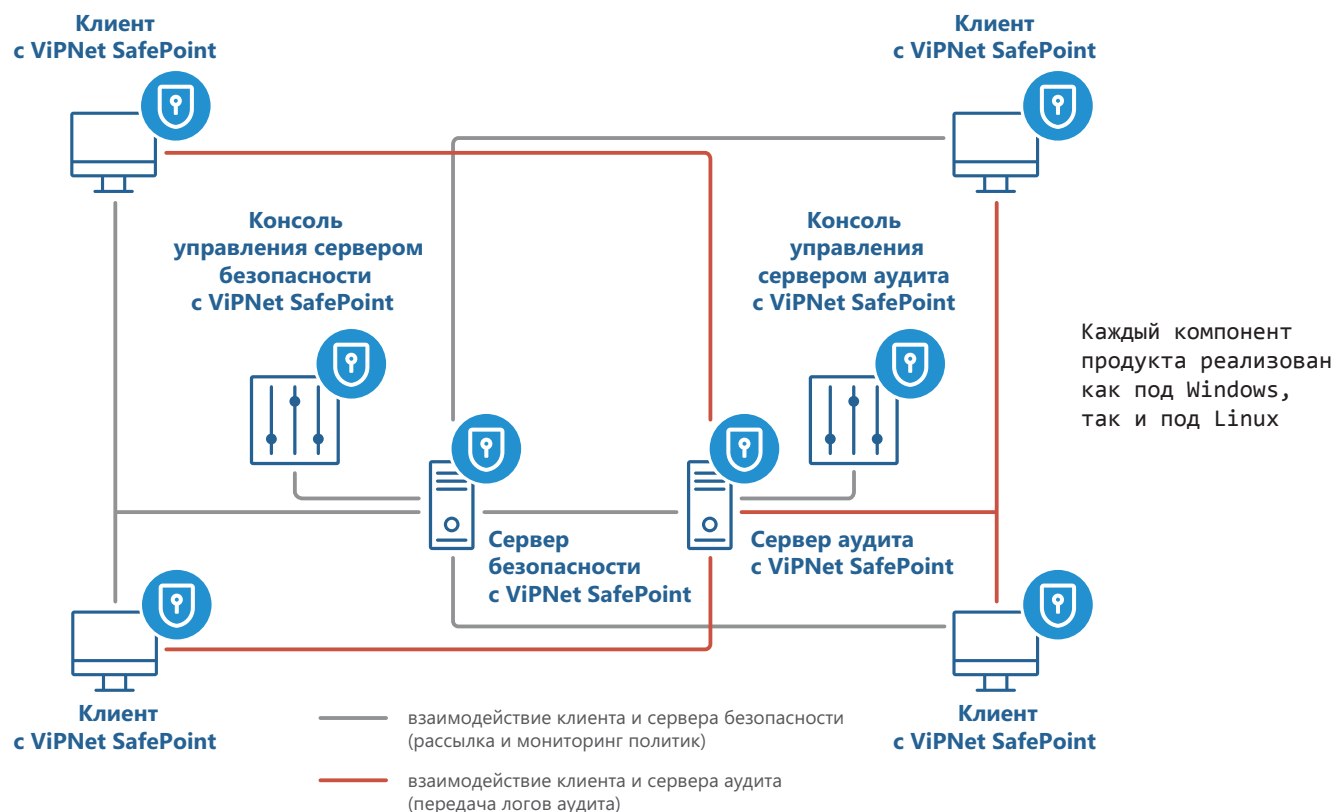 Клиент
с ViPNet SafePoint
Клиент
с ViPNet SafePoint
Консоль
управления сервером
безопасности
с ViPNet SafePoint
Консоль
управления
сервером аудита
с ViPNet SafePoint
Каждый компонент
продукта реализован
как под Windows,
так и под Linux
Сервер
безопасности
с ViPNet SafePoint
Сервер аудита
с ViPNet SafePoint
Клиент
с ViPNet SafePoint
Клиент
с ViPNet SafePoint
взаимодействие клиента и сервера безопасности
(рассылка и мониторинг политик)
взаимодействие клиента и сервера аудита
(передача логов аудита)